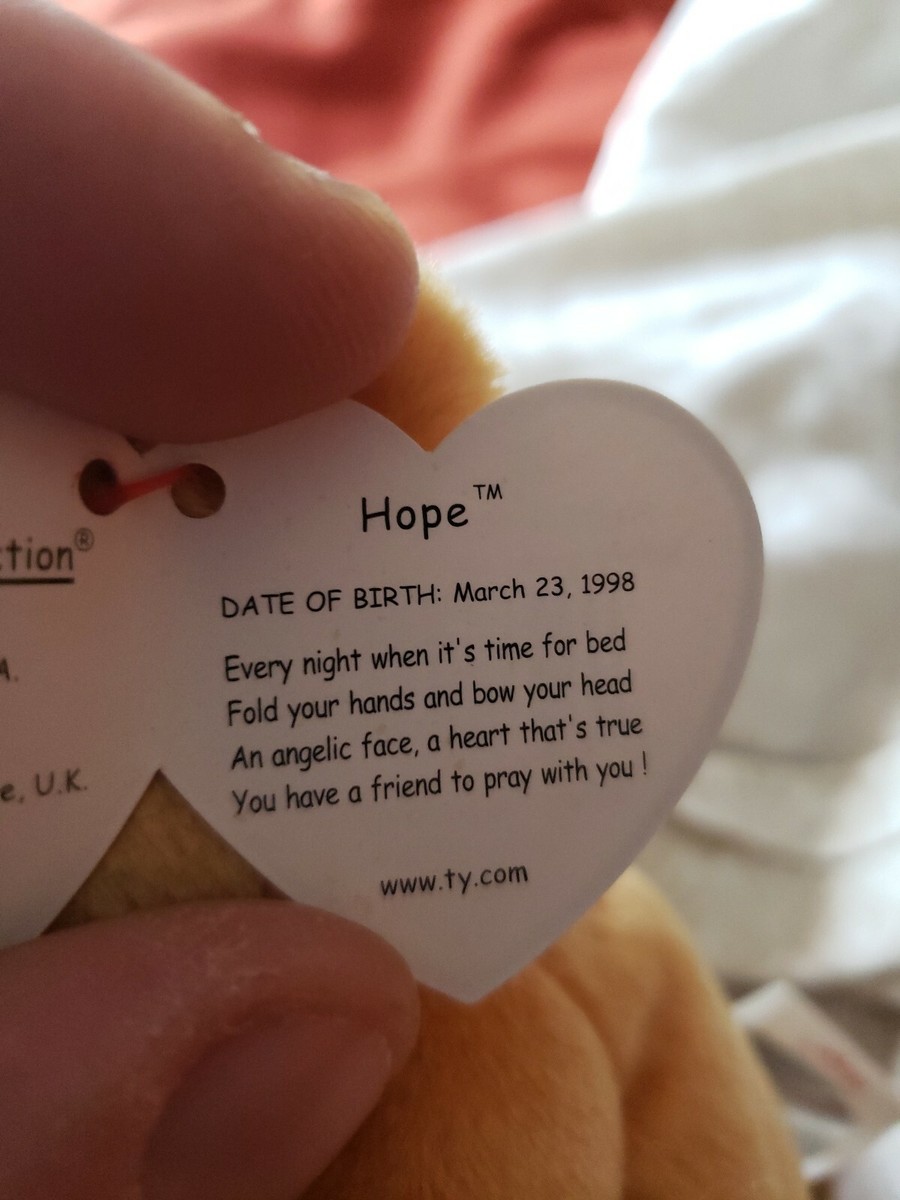 Hope™
DATE OF BIRTH: March 23, 1998
Every night when it's time for bed
Fold your hands and bow your head
An angelic face, a heart that's true
You have a friend to pray with you !
www.ty.com
ction®
A.
e, U.K.